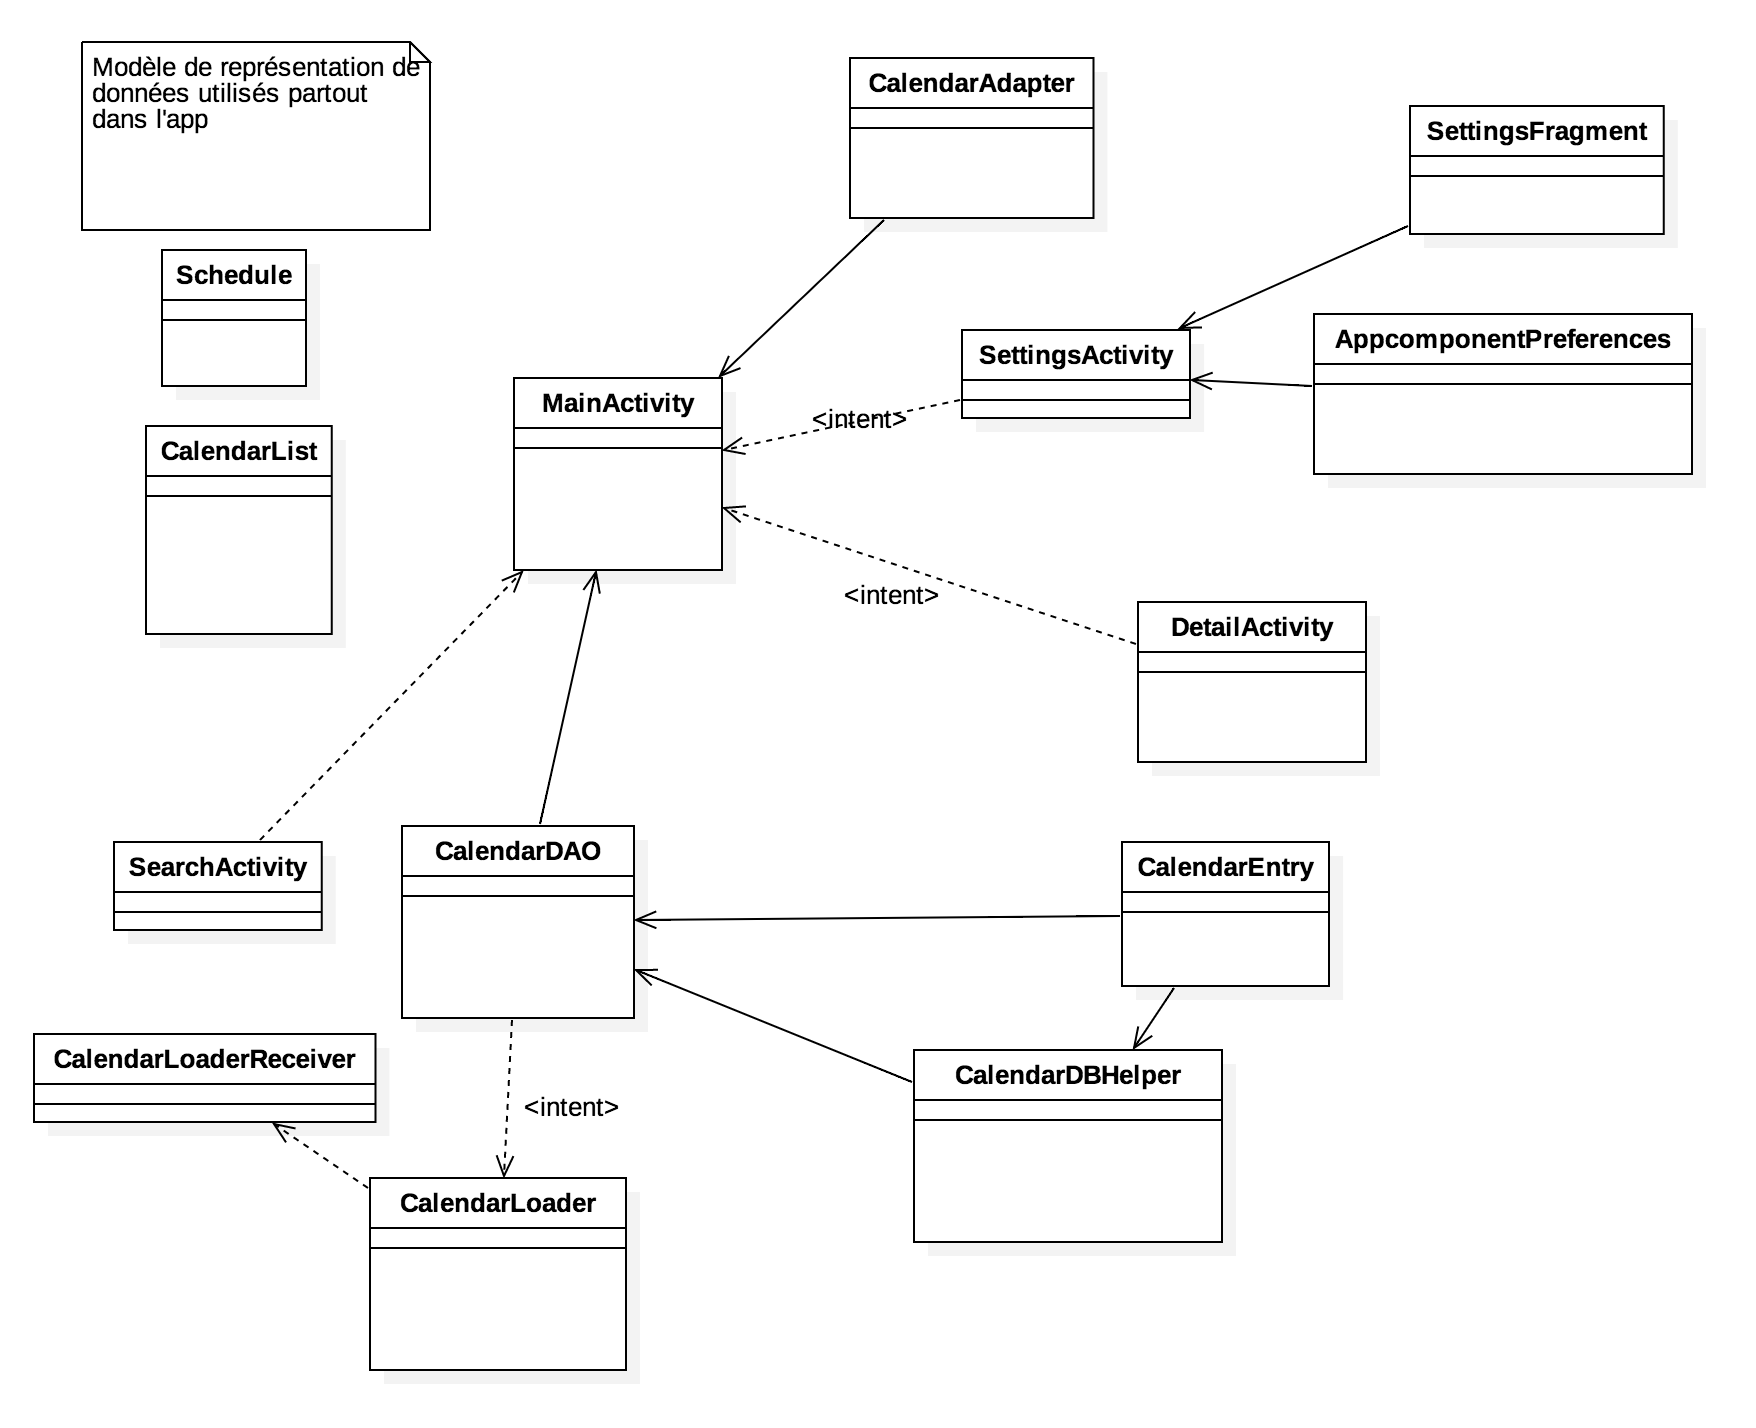 Modèle de représentation de
données utilisés partout
dans l'app
CalendarAdapter
SettingsFragment
Schedule
SettingsActivity
AppcomponentPreferences
MainActivity
<intent>
CalendarList
<intent>
DetailActivity
SearchActivity
CalendarDAO
CalendarEntry
CalendarLoaderReceiver
CalendarDBHelper
<intent>
CalendarLoader